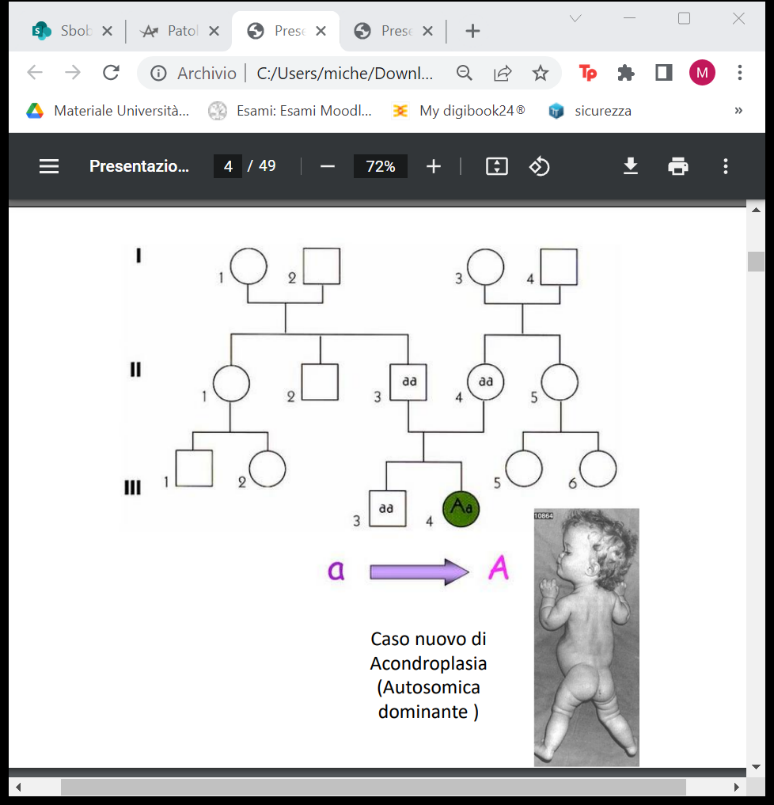 Sbob
Patol
Prese
Prese
Archivio
C:/Users/miche/Downl...
Tp
M
Materiale Università...
Esami: Esami Moodl...
My digibook24®
sicurezza
»
Presentazio...
4 / 49
72%
I
1
2
3
4
II
1
2
3
aa
4
aa
5
III
1
2
3
aa
4
Aa
5
6
10864
a
A
Caso nuovo di
Acondroplasia
(Autosomica
dominante )